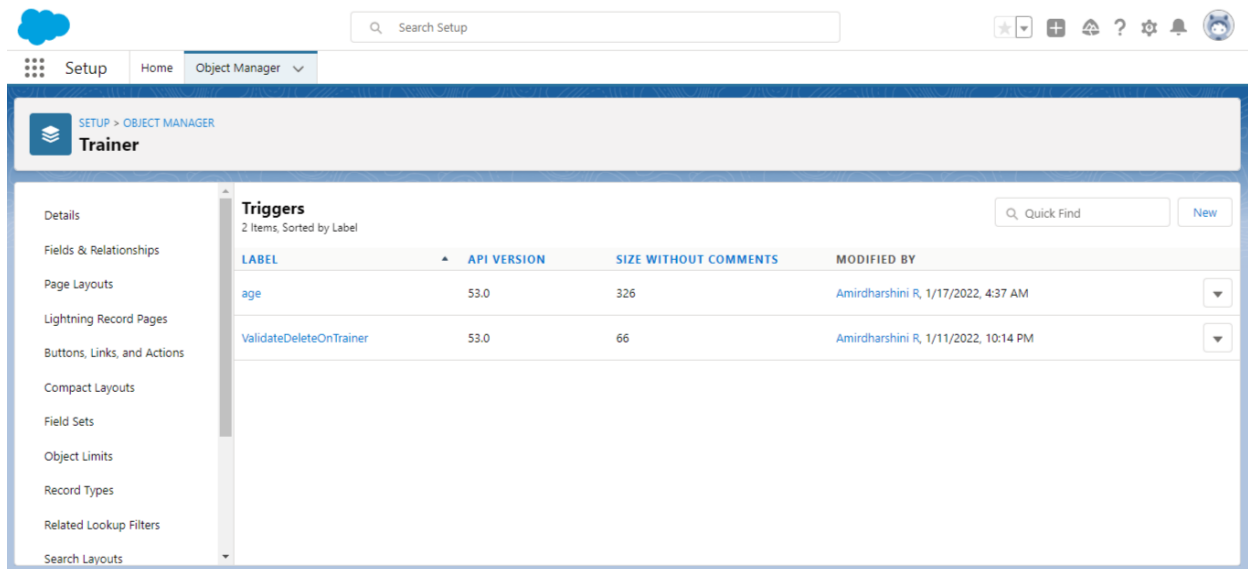 Search Setup
Setup Home Object Manager
SETUP > OBJECT MANAGER
Trainer
Details
Fields & Relationships
Page Layouts
Lightning Record Pages
Buttons, Links, and Actions
Compact Layouts
Field Sets
Object Limits
Record Types
Related Lookup Filters
Search Layouts
Triggers
2 Items, Sorted by Label
Quick Find New
LABEL API VERSION SIZE WITHOUT COMMENTS MODIFIED BY
age 53.0 326 Amirdharshini R, 1/17/2022, 4:37 AM
ValidateDeleteOnTrainer 53.0 66 Amirdharshini R, 1/11/2022, 10:14 PM